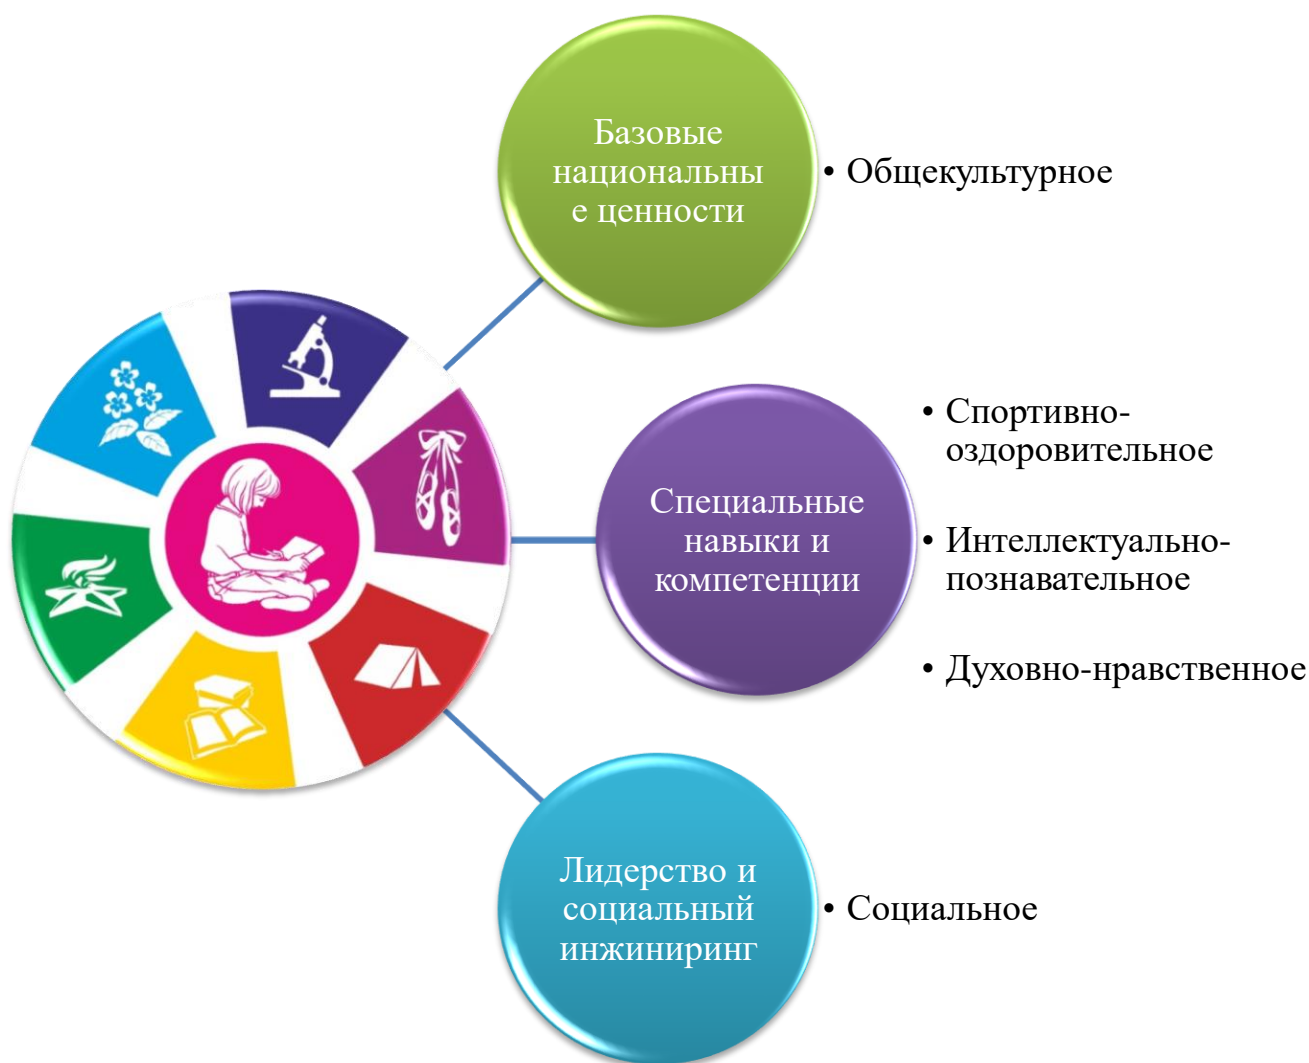 Базовые
национальны
е ценности
• Общекультурное
Специальные
навыки и
компетенции
• Спортивно-
оздоровительное
• Интеллектуально-
познавательное
• Духовно-нравственное
Лидерство и
социальный
инжиниринг
• Социальное